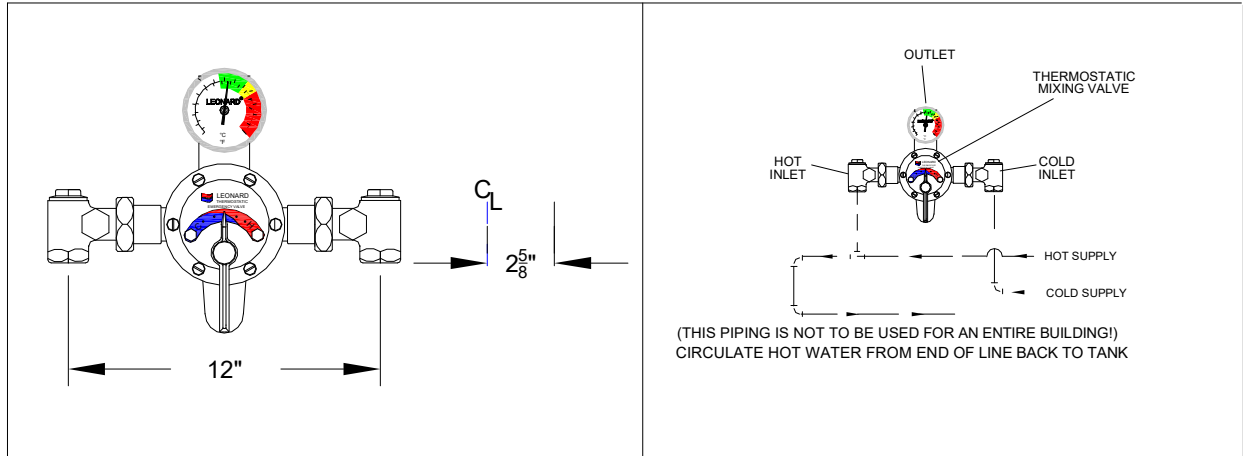 LEONARD®
°C
°F
LEONARD
THERMOSTATIC
EMERGENCY VALVE
CL
2 5/8"
12"
OUTLET
THERMOSTATIC
MIXING VALVE
HOT
INLET
COLD
INLET
HOT SUPPLY
COLD SUPPLY
(THIS PIPING IS NOT TO BE USED FOR AN ENTIRE BUILDING!)
CIRCULATE HOT WATER FROM END OF LINE BACK TO TANK